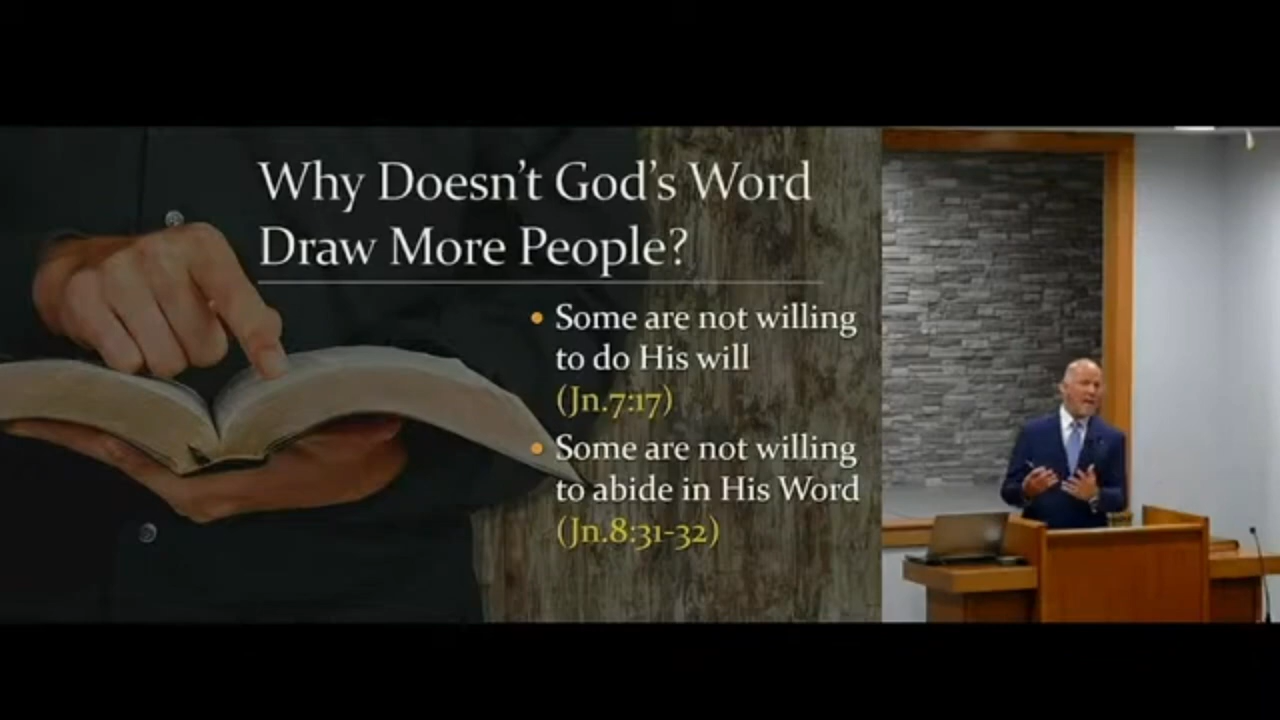 Why Doesn't God's Word
Draw More People?
• Some are not willing
to do His will
(Jn.7:17)
• Some are not willing
to abide in His Word
(Jn.8:31-32)